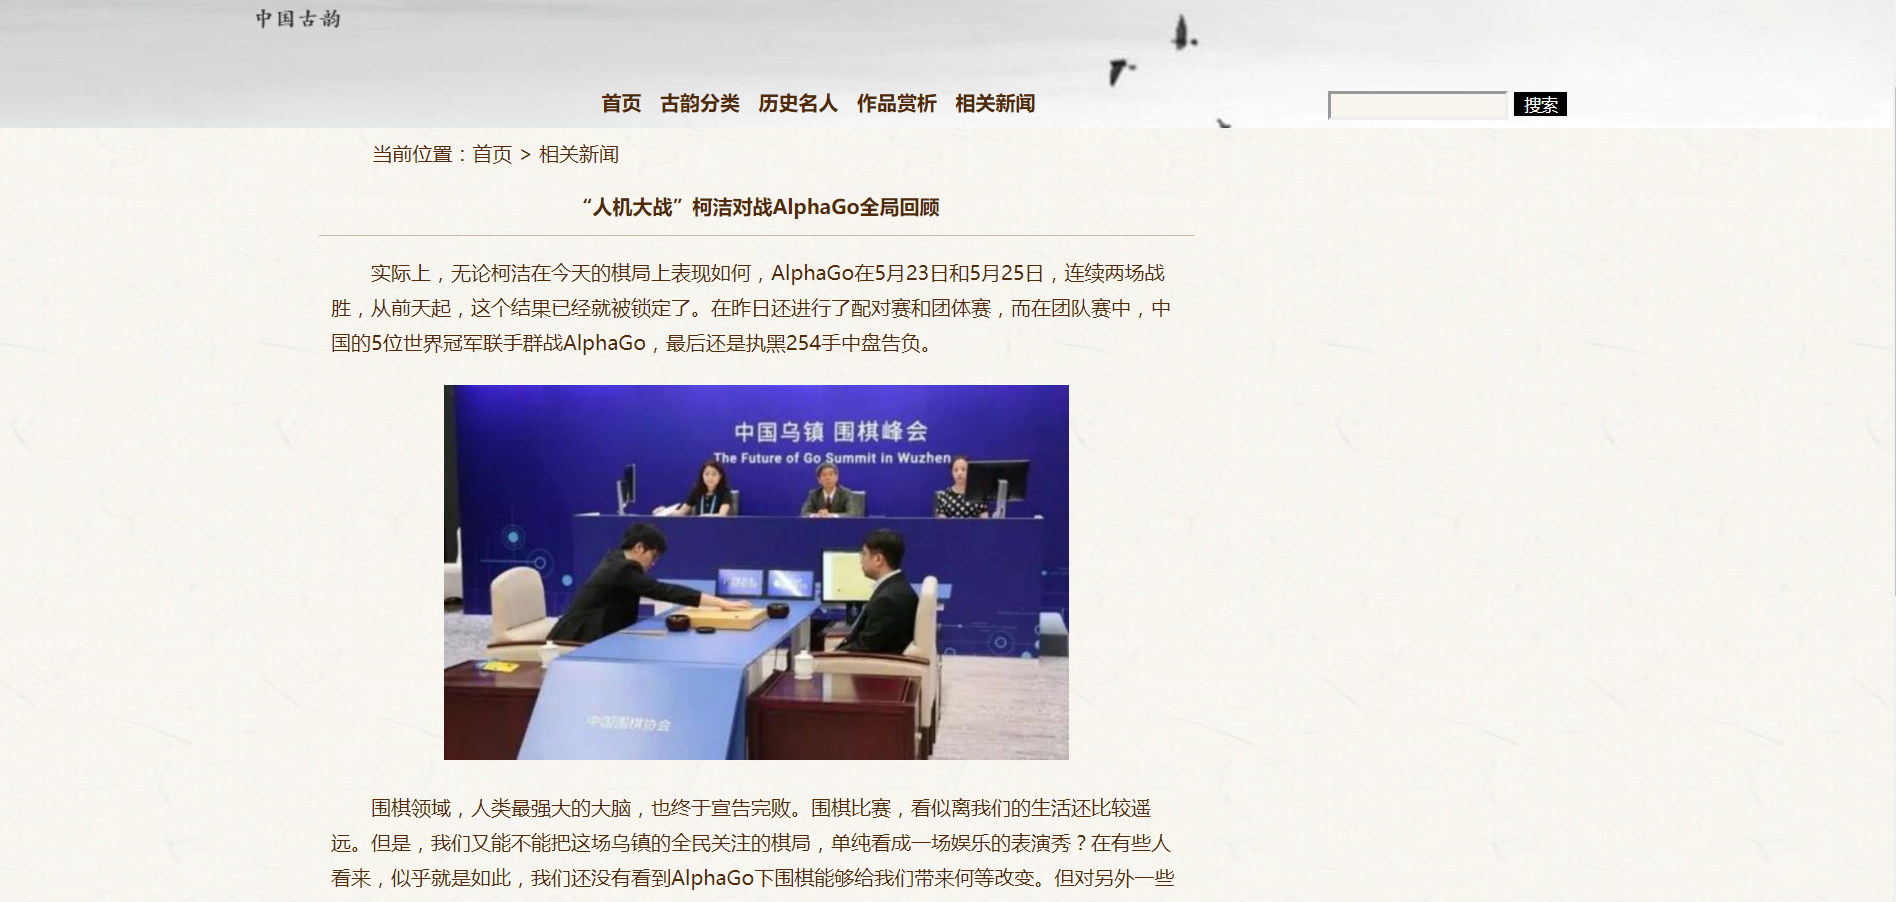 中国古韵
首页 古韵分类 历史名人 作品赏析 相关新闻 搜索
当前位置：首页 > 相关新闻
“人机大战”柯洁对战AlphaGo全局回顾
实际上，无论柯洁在今天的棋局上表现如何，AlphaGo在5月23日和5月25日，连续两场战
胜，从前天起，这个结果已经就被锁定了。在昨日还进行了配对赛和团体赛，而在团队赛中，中
国的5位世界冠军联手群战AlphaGo，最后还是执黑254手中盘告负。
中国乌镇 围棋峰会
The Future of Go Summit in Wuzhen
中国围棋协会
围棋领域，人类最强大的大脑，也终于宣告完败。围棋比赛，看似离我们的生活还比较遥
远。但是，我们又能不能把这场乌镇的全民关注的棋局，单纯看成一场娱乐的表演秀？在有些人
看来，似乎就是如此，我们还没有看到AlphaGo下围棋能够给我们带来何等改变。但对另外一些